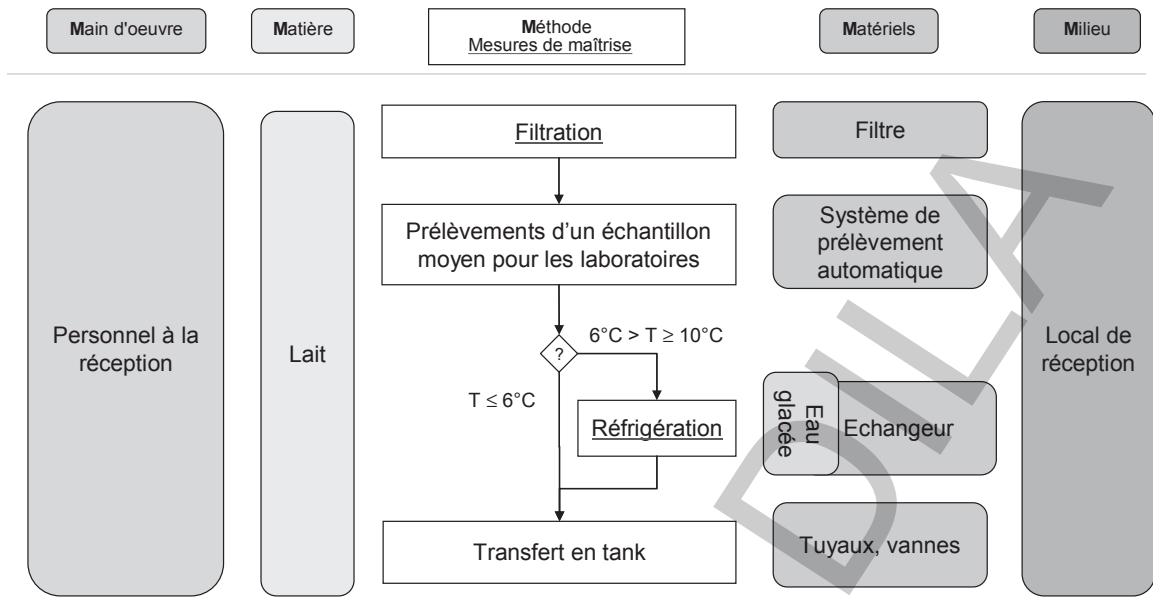 Main d'oeuvre
Matière
Méthode
Mesures de maîtrise
Matériels
Milieu
Personnel à la
réception
Lait
Filtration
Filtre
Prélèvements d'un échantillon
moyen pour les laboratoires
Système de
prélèvement
automatique
?
6°C > T ≥ 10°C
T ≤ 6°C
Réfrigération
Eau
glacée
Echangeur
Transfert en tank
Tuyaux, vannes
Local de
réception
DILA